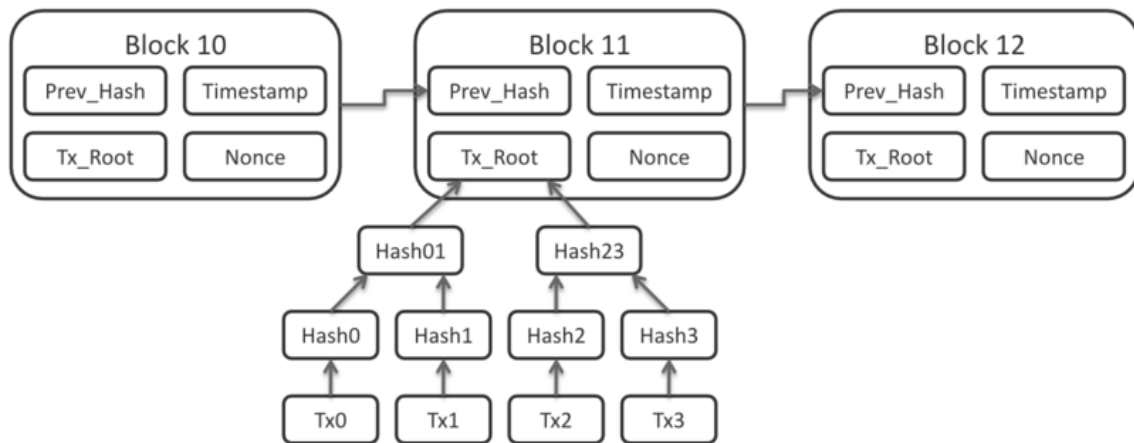 Block 10 Block 11 Block 12
Prev_Hash Timestamp Prev_Hash Timestamp Prev_Hash Timestamp
Tx_Root Nonce Tx_Root Nonce Tx_Root Nonce
Hash01 Hash23
Hash0 Hash1 Hash2 Hash3
Tx0 Tx1 Tx2 Tx3